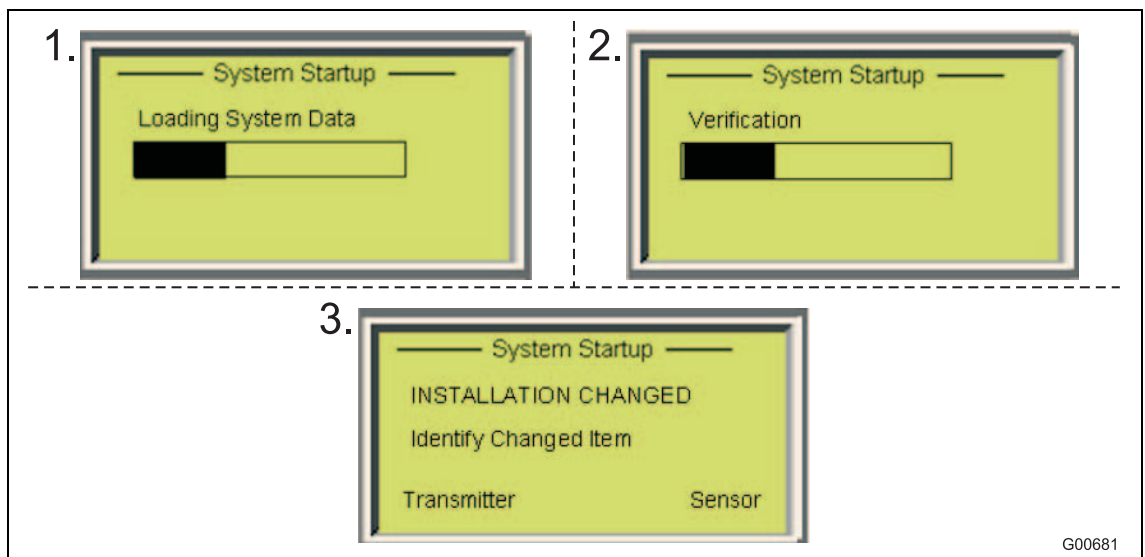 1.
System Startup
Loading System Data
2.
System Startup
Verification
3.
System Startup
INSTALLATION CHANGED
Identify Changed Item
Transmitter Sensor
G00681